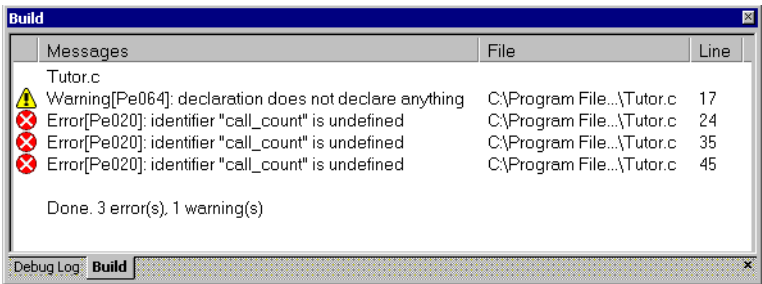 Build
Messages File Line
Tutor.c
Warning[Pe064]: declaration does not declare anything C:\Program File...\Tutor.c 17
Error[Pe020]: identifier "call_count" is undefined C:\Program File...\Tutor.c 24
Error[Pe020]: identifier "call_count" is undefined C:\Program File...\Tutor.c 35
Error[Pe020]: identifier "call_count" is undefined C:\Program File...\Tutor.c 45
Done. 3 error(s), 1 warning(s)
Debug Log Build